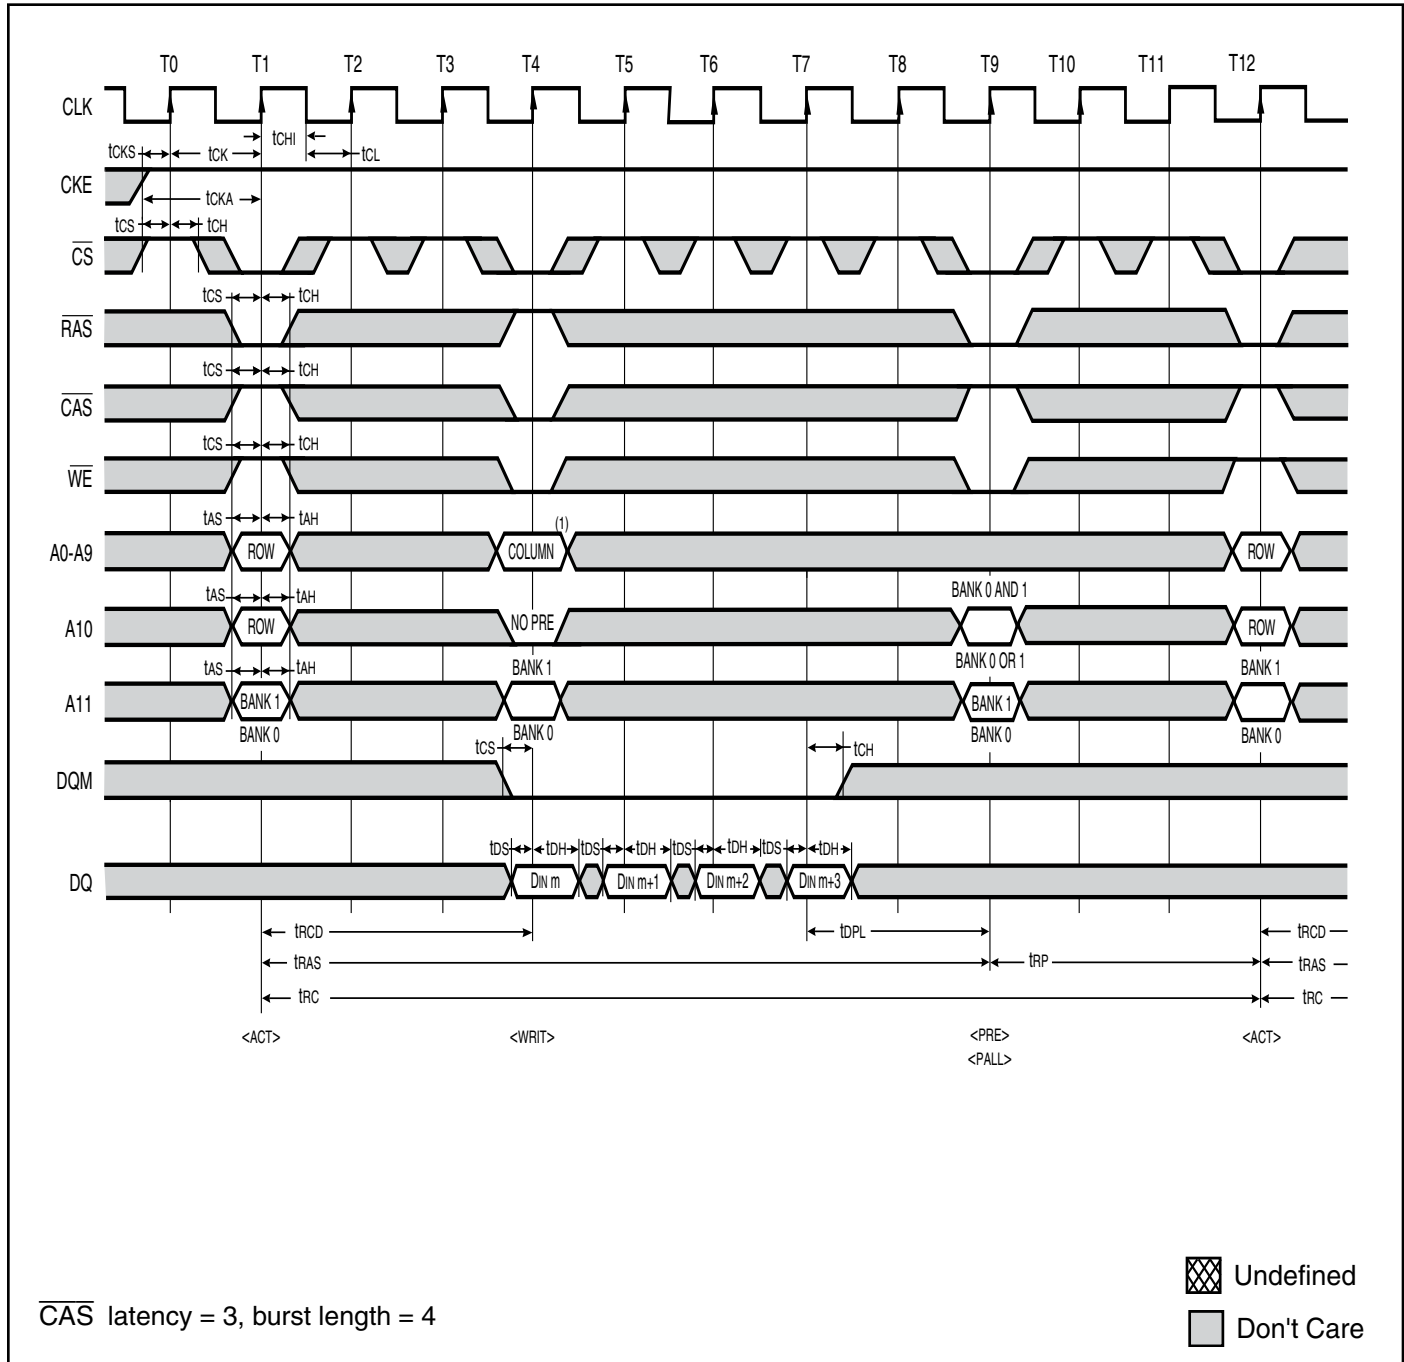 T0 T1 T2 T3 T4 T5 T6 T7 T8 T9 T10 T11 T12
CLK
tCHI
tCKS tCK tCL
CKE
tCKA
tCS tCH
CS
tCS tCH
RAS
tCS tCH
CAS
tCS tCH
WE
tAS tAH (1)
A0-A9 ROW COLUMN ROW
tAS tAH BANK 0 AND 1
A10 ROW NO PRE ROW
tAS tAH BANK 1 BANK 0 OR 1 BANK 1
A11 BANK 1 BANK 1
BANK 0 BANK 0 BANK 0 BANK 0
tCS tCH
DQM
tDS tDH tDS tDH tDS tDH tDS tDH
DQ DIN m DIN m+1 DIN m+2 DIN m+3
tRCD tDPL tRCD
tRAS tRP tRAS
tRC tRC
<ACT> <WRIT> <PRE> <ACT>
<PALL>
Undefined
CAS latency = 3, burst length = 4
Don't Care